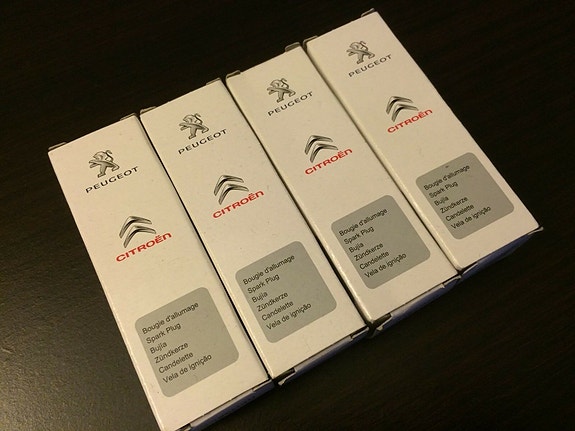 PEUGEOT
CITROËN
Bougie d'allumage
Spark Plug
Bujia
Zündkerze
Candelette
Vela de ignição
PEUGEOT
CITROËN
Bougie d'allumage
Spark Plug
Bujia
Zündkerze
Candelette
Vela de ignição
PEUGEOT
CITROËN
Bougie d'allumage
Spark Plug
Bujia
Zündkerze
Candelette
Vela de ignição
PEUGEOT
CITROËN
Bougie d'allumage
Spark Plug
Bujia
Zündkerze
Candelette
Vela de ignição